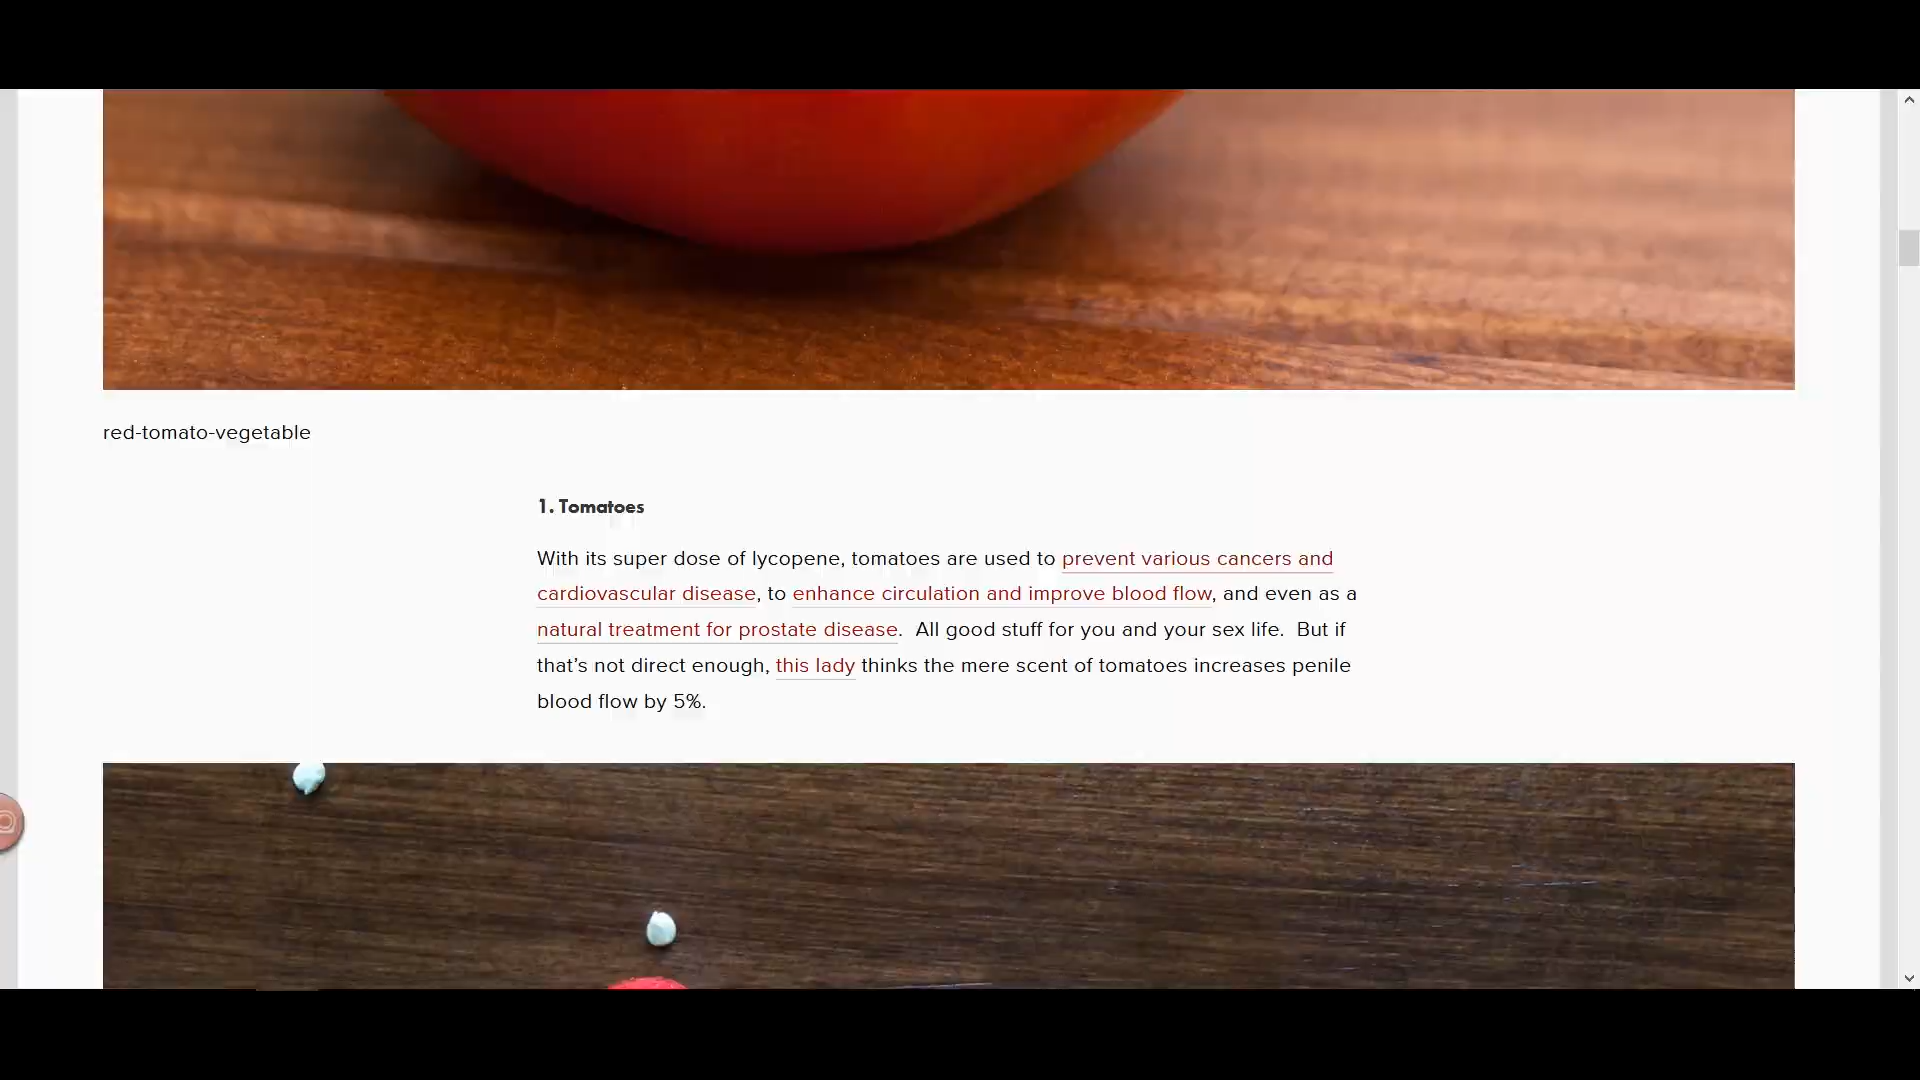 red-tomato-vegetable
1. Tomatoes
With its super dose of lycopene, tomatoes are used to prevent various cancers and
cardiovascular disease, to enhance circulation and improve blood flow, and even as a
natural treatment for prostate disease.  All good stuff for you and your sex life.  But if
that’s not direct enough, this lady thinks the mere scent of tomatoes increases penile
blood flow by 5%.